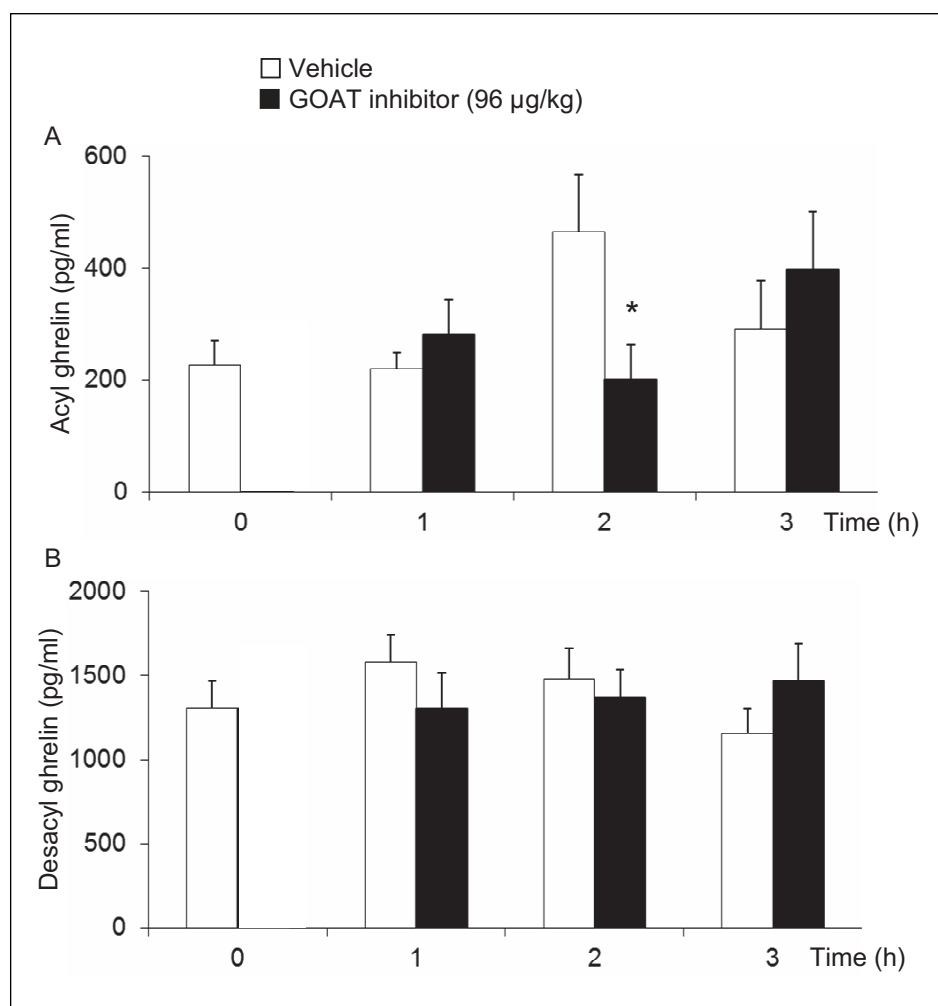 Vehicle
GOAT inhibitor (96 µg/kg)
A
Acyl ghrelin (pg/ml)
600
400
200
0
*
0 1 2 3 Time (h)
B
Desacyl ghrelin (pg/ml)
2000
1500
1000
500
0
0 1 2 3 Time (h)